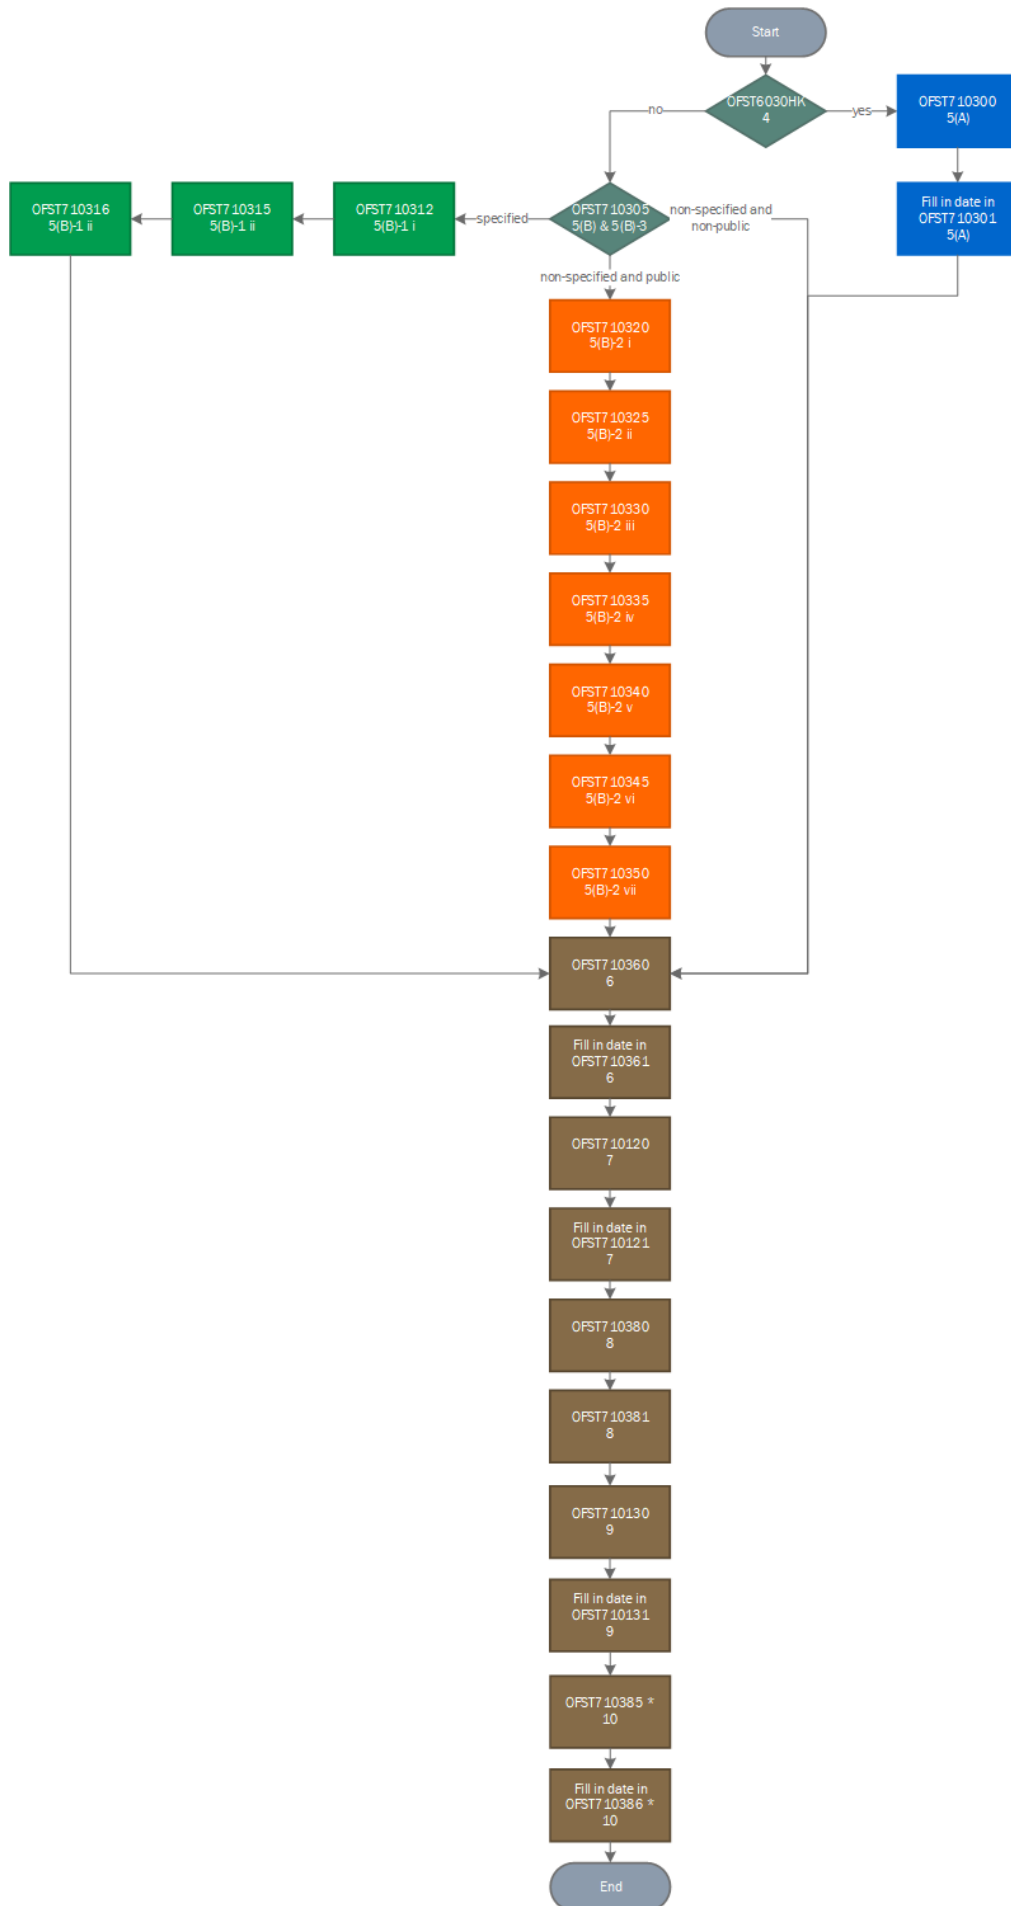 Start
OFST6030HK
4
no
yes
OFST710300
5(A)
OFST710316
5(B)-1 ii
OFST710315
5(B)-1 ii
OFST710312
5(B)-1 i
specified
OFST710305
5(B) & 5(B)-3
non-specified and
non-public
Fill in date in
OFST710301
5(A)
non-specified and public
OFST710320
5(B)-2 i
OFST710325
5(B)-2 ii
OFST710330
5(B)-2 iii
OFST710335
5(B)-2 iv
OFST710340
5(B)-2 v
OFST710345
5(B)-2 vi
OFST710350
5(B)-2 vii
OFST710360
6
Fill in date in
OFST710361
6
OFST710120
7
Fill in date in
OFST710121
7
OFST710380
8
OFST710381
8
OFST710130
9
Fill in date in
OFST710131
9
OFST710385 *
10
Fill in date in
OFST710386 *
10
End